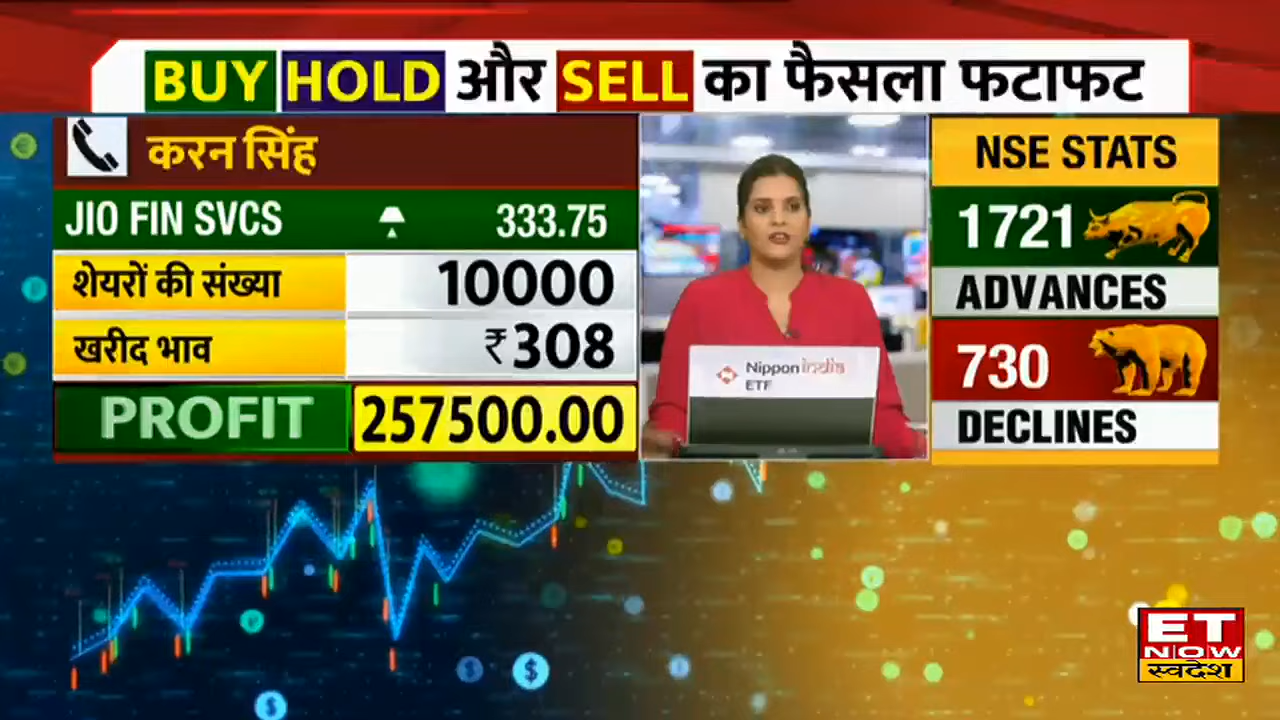 BUY HOLD और SELL का फैसला फटाफट
करन सिंह
JIO FIN SVCS 333.75
शेयरों की संख्या 10000
खरीद भाव ₹308
PROFIT 257500.00
Nippon india
ETF
NSE STATS
1721
ADVANCES
730
DECLINES
ET
NOW
स्वदेश